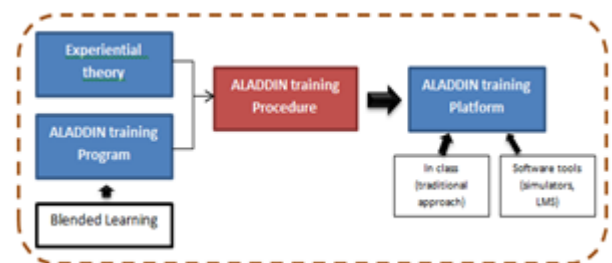 Experiential
theory
ALADDIN training
Program
Blended Learning
ALADDIN training
Procedure
ALADDIN training
Platform
In class
(traditional
approach)
Software tools
(simulators,
LMS)